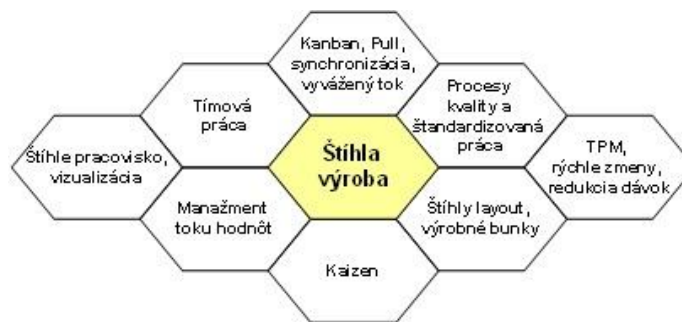 Kanban, Pull,
synchronizácia,
vyvážený tok
Tímová
práca
Procesy
kvality a
štandardizovaná
práca
Štíhle pracovisko,
vizualizácia
Štíhla
výroba
TPM,
rýchle zmeny,
redukcia dávok
Manažment
toku hodnôt
Štíhly layout,
výrobné bunky
Kaizen